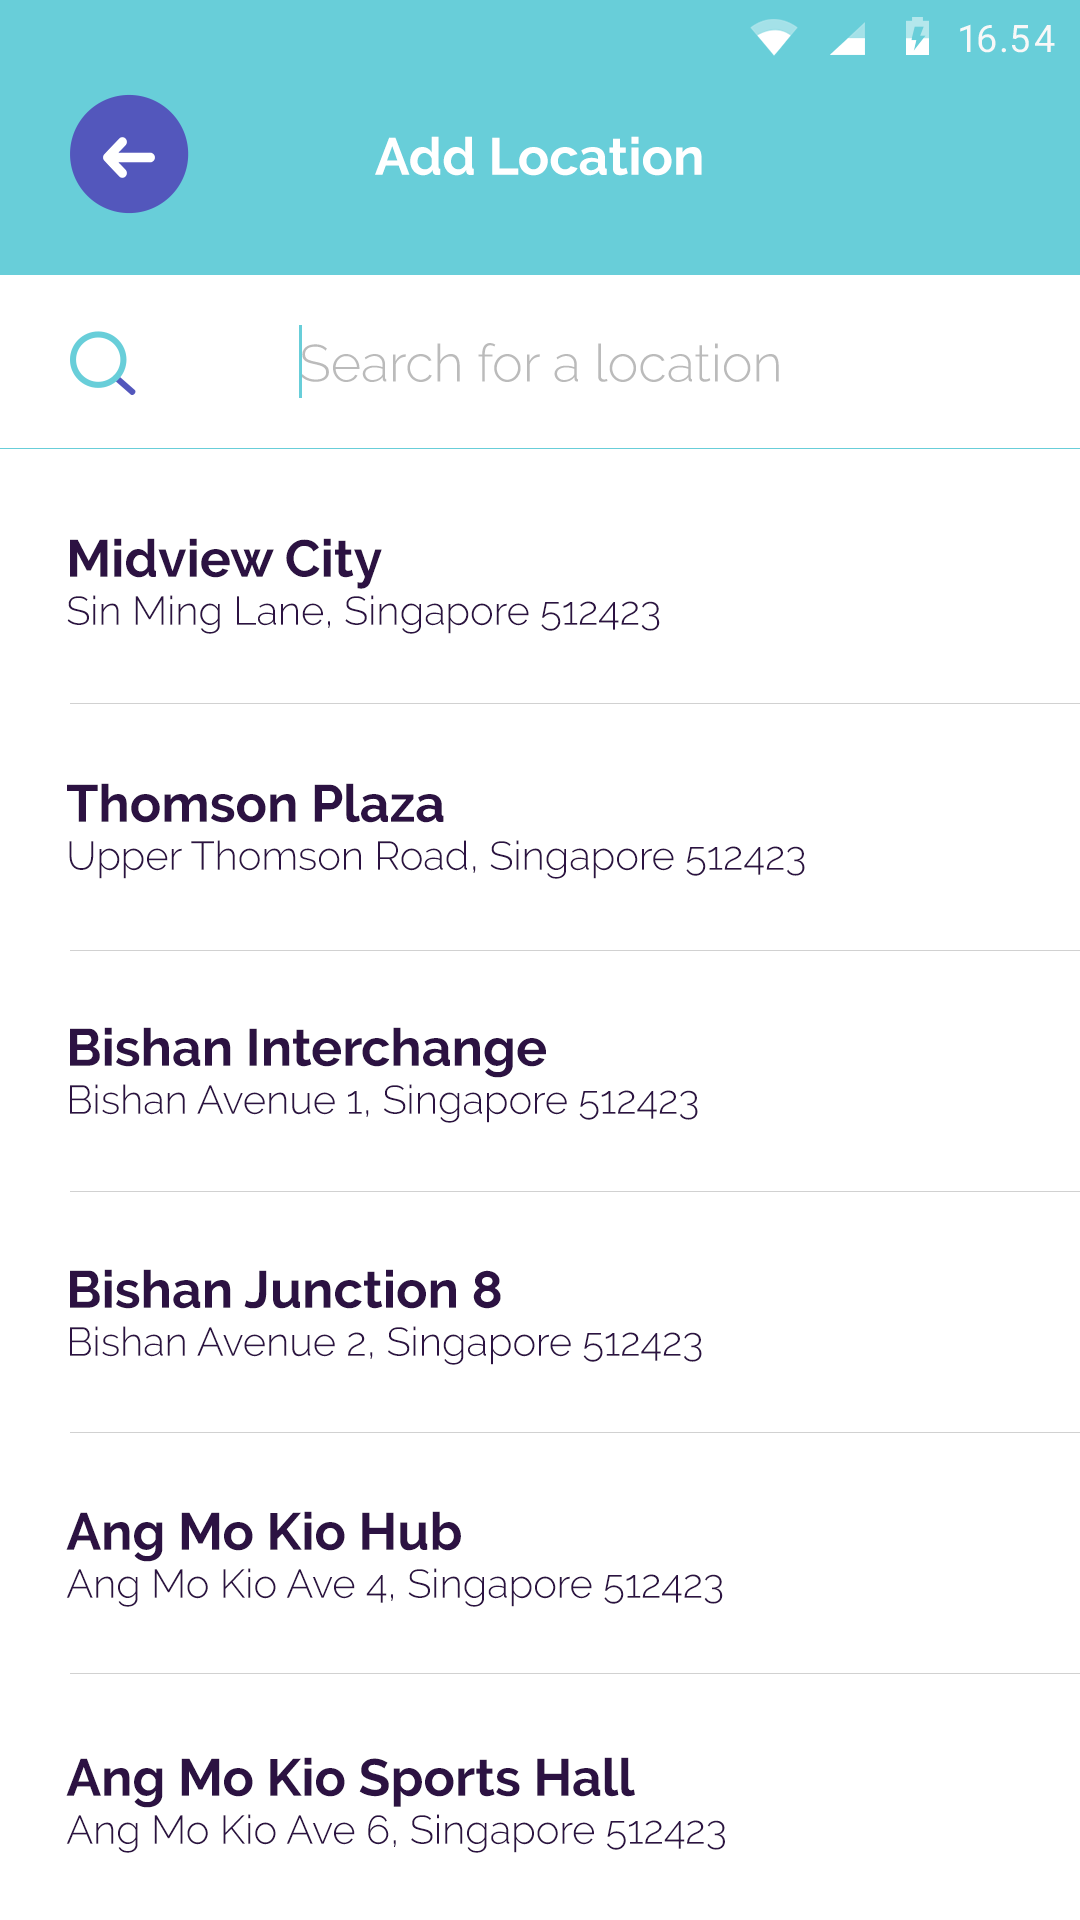 16.54
Add Location
Search for a location
Midview City
Sin Ming Lane, Singapore 512423
Thomson Plaza
Upper Thomson Road, Singapore 512423
Bishan Interchange
Bishan Avenue 1, Singapore 512423
Bishan Junction 8
Bishan Avenue 2, Singapore 512423
Ang Mo Kio Hub
Ang Mo Kio Ave 4, Singapore 512423
Ang Mo Kio Sports Hall
Ang Mo Kio Ave 6, Singapore 512423